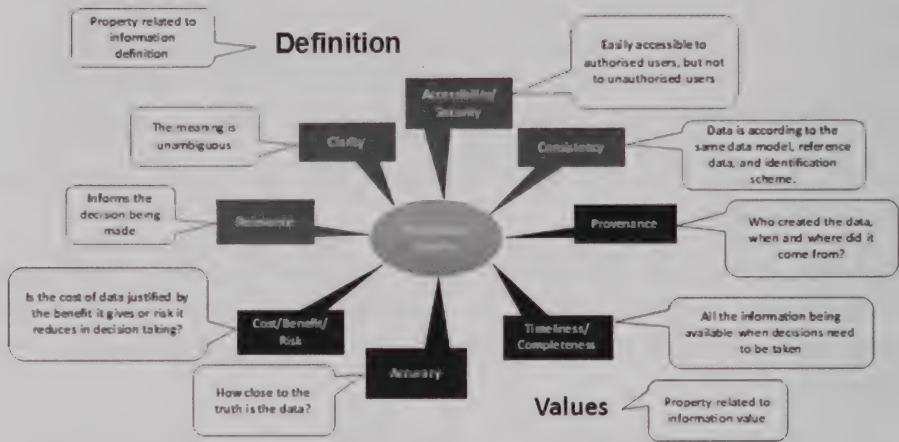 Property related to
information
definition
Definition
Easily accessible to
authorised users, but not
to unauthorised users
Accessibility/
Security
The meaning is
unambiguous
Clarity
Consistency
Data is according to the
same data model, reference
data, and identification
scheme.
Informs the
decision being
made
Relevance
Provenance
Who created the data,
when and where did it
come from?
Is the cost of data justified by
the benefit it gives or risk it
reduces in decision taking?
Cost/Benefit/
Risk
Timeliness/
Completeness
All the information being
available when decisions need
to be taken
Accuracy
How close to the
truth is the data?
Values
Property related to
information value